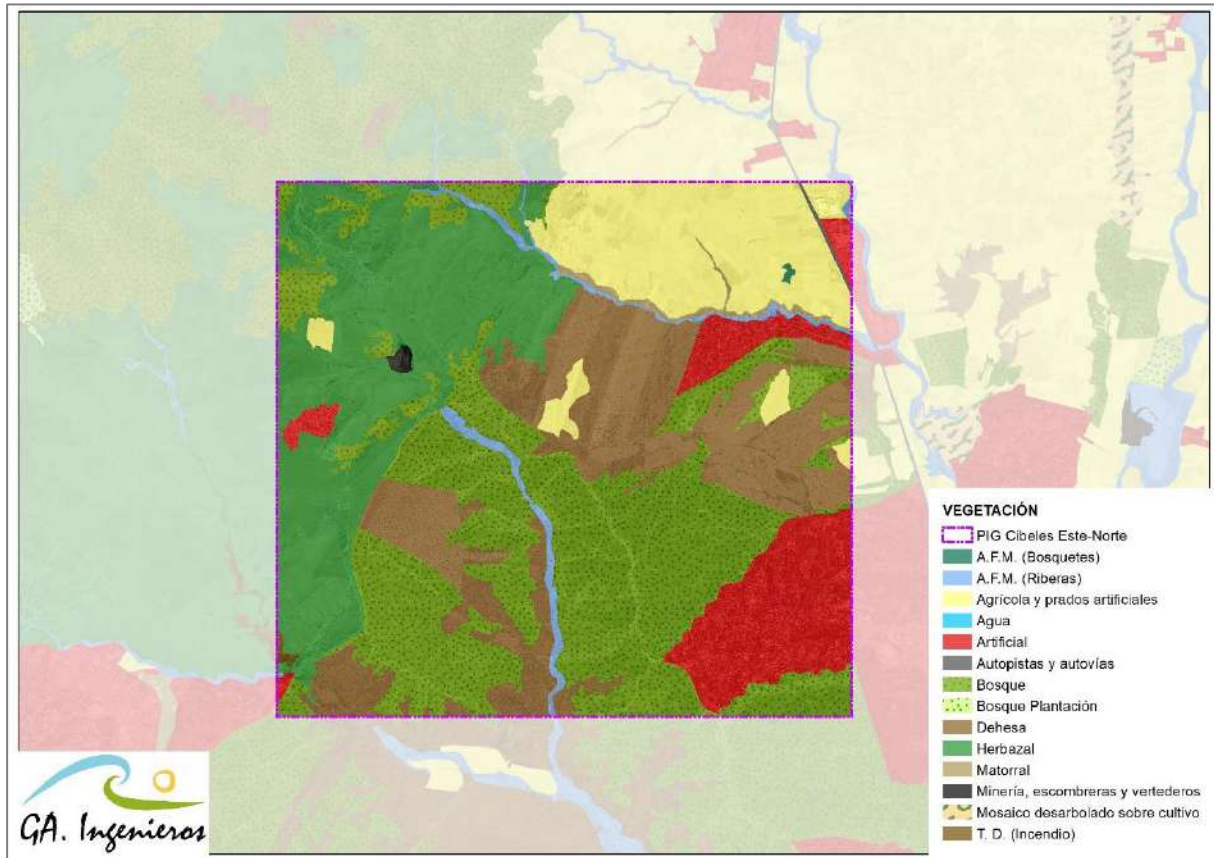 VEGETACIÓN
PIG Cibeles Este-Norte
A.F.M. (Bosquetes)
A.F.M. (Riberas)
Agrícola y prados artificiales
Agua
Artificial
Autopistas y autovías
Bosque
Bosque Plantación
Dehesa
Herbazal
Matorral
Minería, escombreras y vertederos
Mosaico desarbolado sobre cultivo
T. D. (Incendio)
GA. Ingenieros